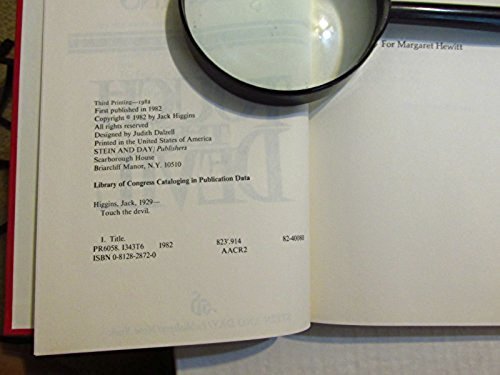 Third Printing—1982
First published in 1982
Copyright © 1982 by Jack Higgins
All rights reserved
Designed by Judith Dalzell
Printed in the United States of America
STEIN AND DAY/Publishers
Scarborough House
Briarcliff Manor, N.Y. 10510
Library of Congress Cataloging in Publication Data
Higgins, Jack, 1929—
Touch the devil.
I. Title.
PR6058. I343T6 1982 823'.914 82-40080
ISBN 0-8128-2872-0 AACR2
For Margaret Hewitt